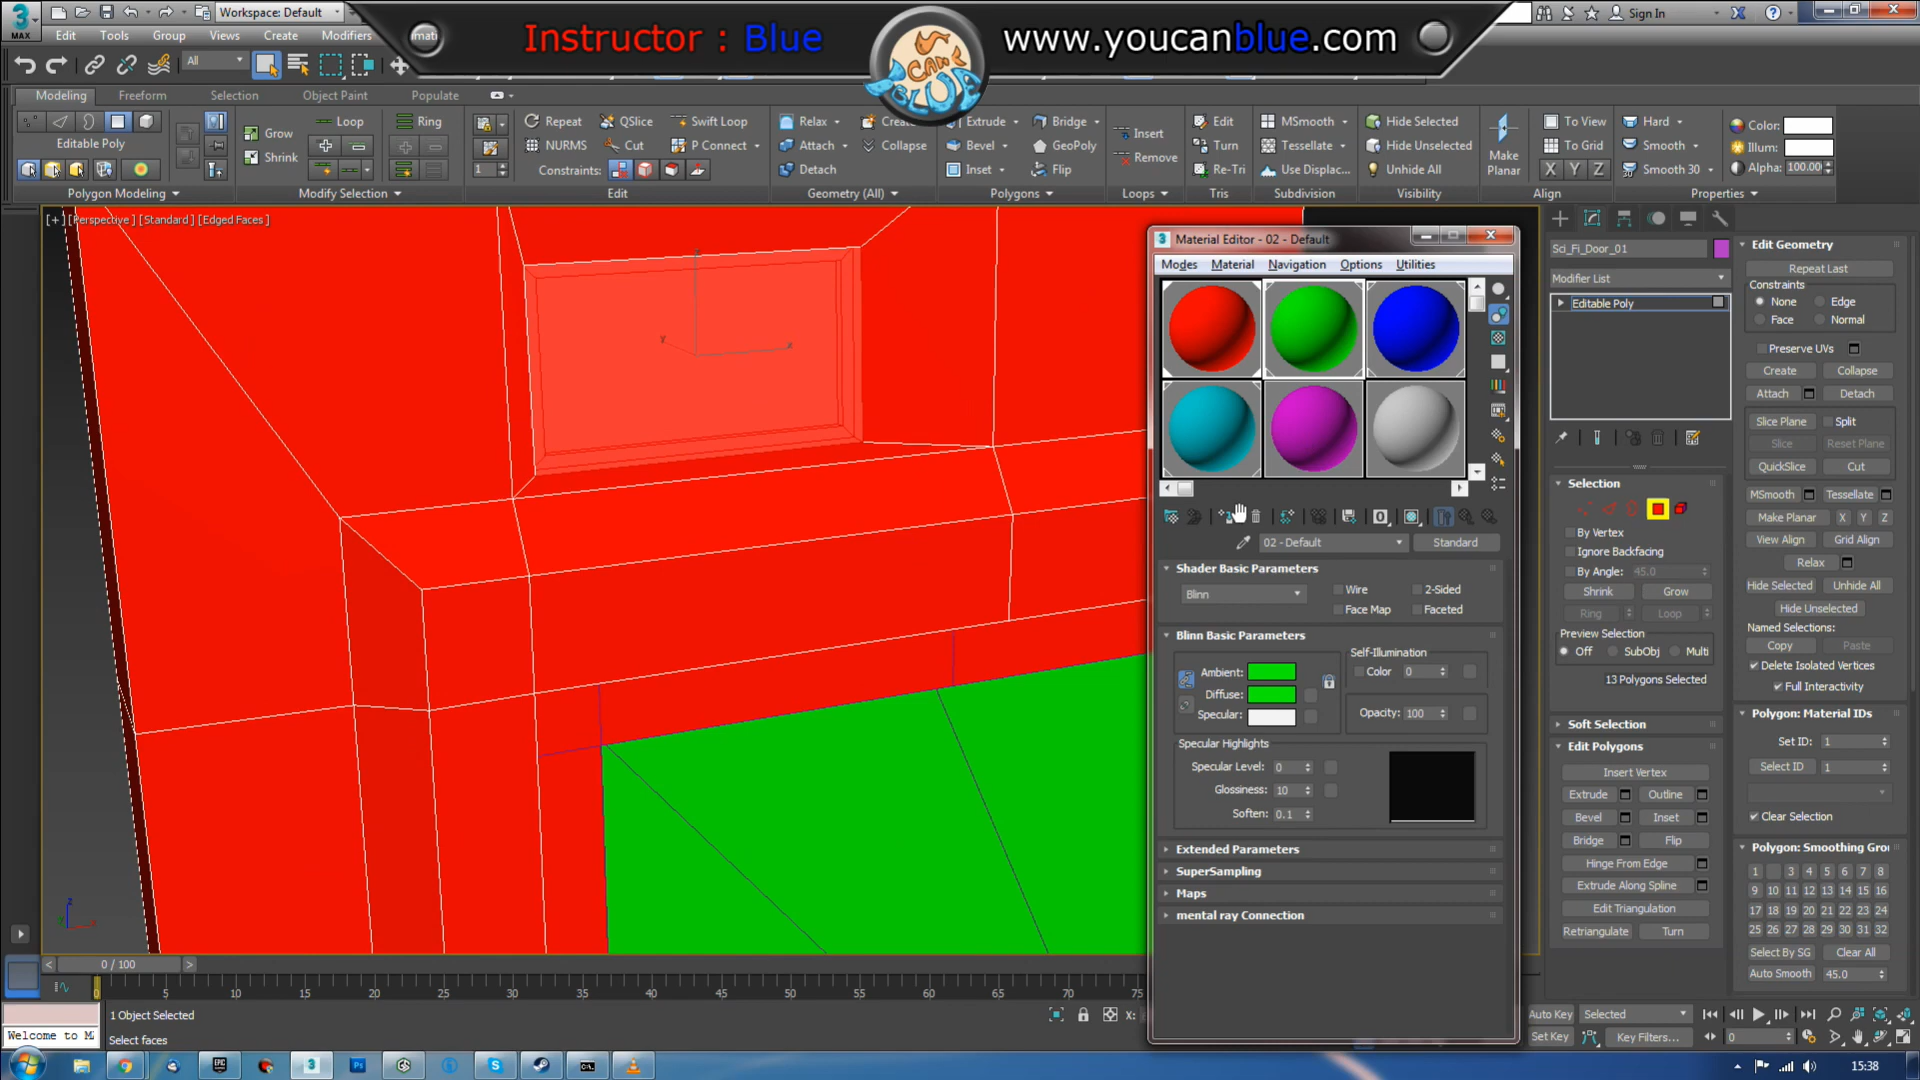 3 MAX Workspace: Default Instructor : Blue CAN BLUE www.youcanblue.com Sign In
Edit Tools Group Views Create Modifiers
All
Modeling Freeform Selection Object Paint Populate
Editable Poly
Polygon Modeling
Grow Loop Ring
Shrink
Modify Selection
Repeat QSlice Swift Loop
NURMS Cut P Connect
1 Constraints:
Edit
Relax Create
Attach Collapse
Detach
Geometry (All)
Extrude Bridge
Bevel GeoPoly
Inset Flip
Polygons
Insert
Remove
Loops
Edit
Turn
Re-Tri
Tris
MSmooth
Tessellate
Use Displac...
Subdivision
Hide Selected
Hide Unselected
Unhide All
Visibility
Make
Planar
To View
To Grid
X Y Z
Align
Hard
Smooth
Smooth 30
Color:
Illum:
Alpha: 100.00
Properties
[+] [Perspective ] [Standard ] [Edged Faces ]
z
y x
Material Editor - 02 - Default
Modes Material Navigation Options Utilities
02 - Default Standard
Shader Basic Parameters
Blinn Wire 2-Sided
Face Map Faceted
Blinn Basic Parameters
Self-Illumination
Ambient: Color 0
Diffuse:
Specular: Opacity: 100
Specular Highlights
Specular Level: 0
Glossiness: 10
Soften: 0.1
Extended Parameters
SuperSampling
Maps
mental ray Connection
Sci_Fi_Door_01
Modifier List
Editable Poly
Selection
By Vertex
Ignore Backfacing
By Angle: 45.0
Shrink Grow
Ring Loop
Preview Selection
Off SubObj Multi
13 Polygons Selected
Soft Selection
Edit Polygons
Insert Vertex
Extrude Outline
Bevel Inset
Bridge Flip
Hinge From Edge
Extrude Along Spline
Edit Triangulation
Retriangulate Turn
Edit Geometry
Repeat Last
Constraints
None Edge
Face Normal
Preserve UVs
Create Collapse
Attach Detach
Slice Plane Split
Slice Reset Plane
QuickSlice Cut
MSmooth Tessellate
Make Planar X Y Z
View Align Grid Align
Relax
Hide Selected Unhide All
Hide Unselected
Named Selections:
Copy Paste
Delete Isolated Vertices
Full Interactivity
Polygon: Material IDs
Set ID: 1
Select ID 1
Clear Selection
Polygon: Smoothing Grou
1 3 4 5 6 7 8
9 10 11 12 13 14 15 16
17 18 19 20 21 22 23 24
25 26 27 28 29 30 31 32
Select By SG Clear All
Auto Smooth 45.0
< 0 / 100 >
0 5 10 15 20 25 30 35 40 45 50 55 60 65 70 75
1 Object Selected X:
Welcome to M
Select faces
Auto Key Selected
Set Key Key Filters... 0
15:38